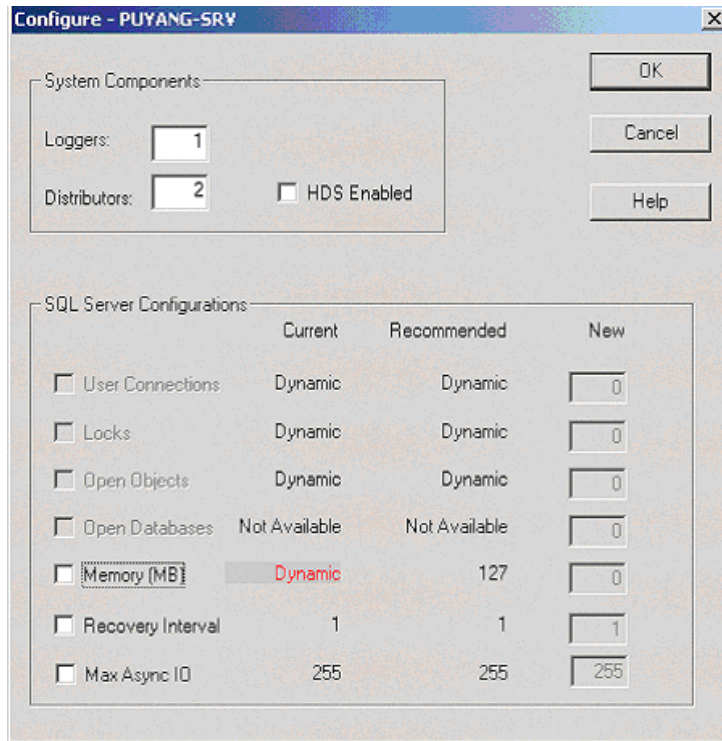 Configure - PUYANG-SRV
System Components
OK
Loggers: 1
Cancel
Distributors: 2 HDS Enabled
Help
SQL Server Configurations
Current Recommended New
User Connections Dynamic Dynamic 0
Locks Dynamic Dynamic 0
Open Objects Dynamic Dynamic 0
Open Databases Not Available Not Available 0
Memory (MB) Dynamic 127 0
Recovery Interval 1 1 1
Max Async IO 255 255 255